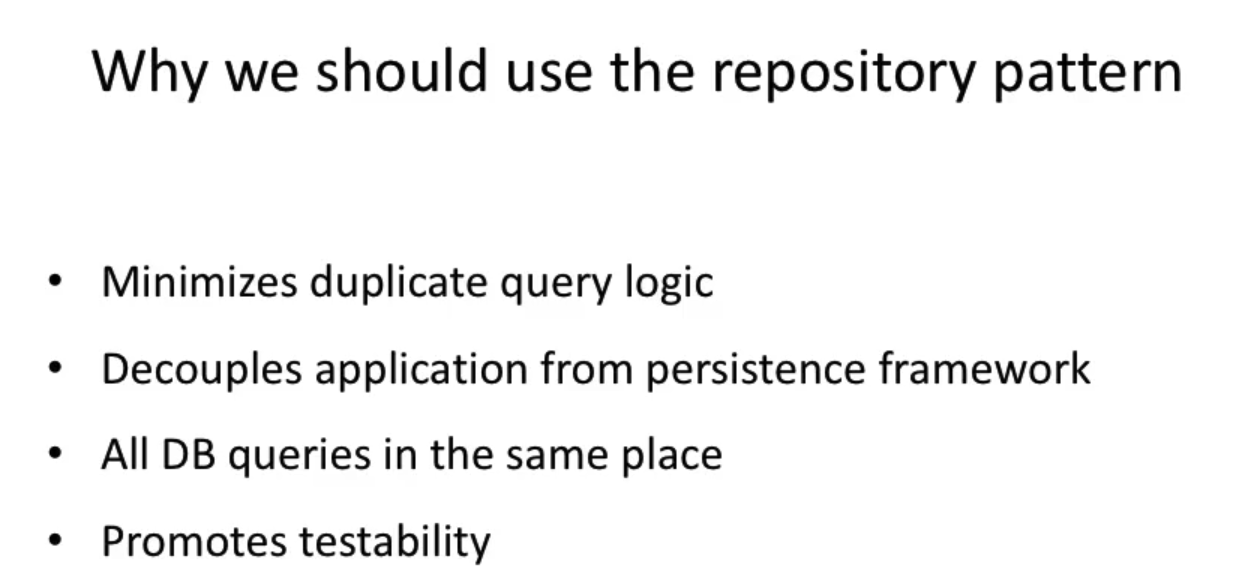 Why we should use the repository pattern
• Minimizes duplicate query logic
• Decouples application from persistence framework
• All DB queries in the same place
• Promotes testability